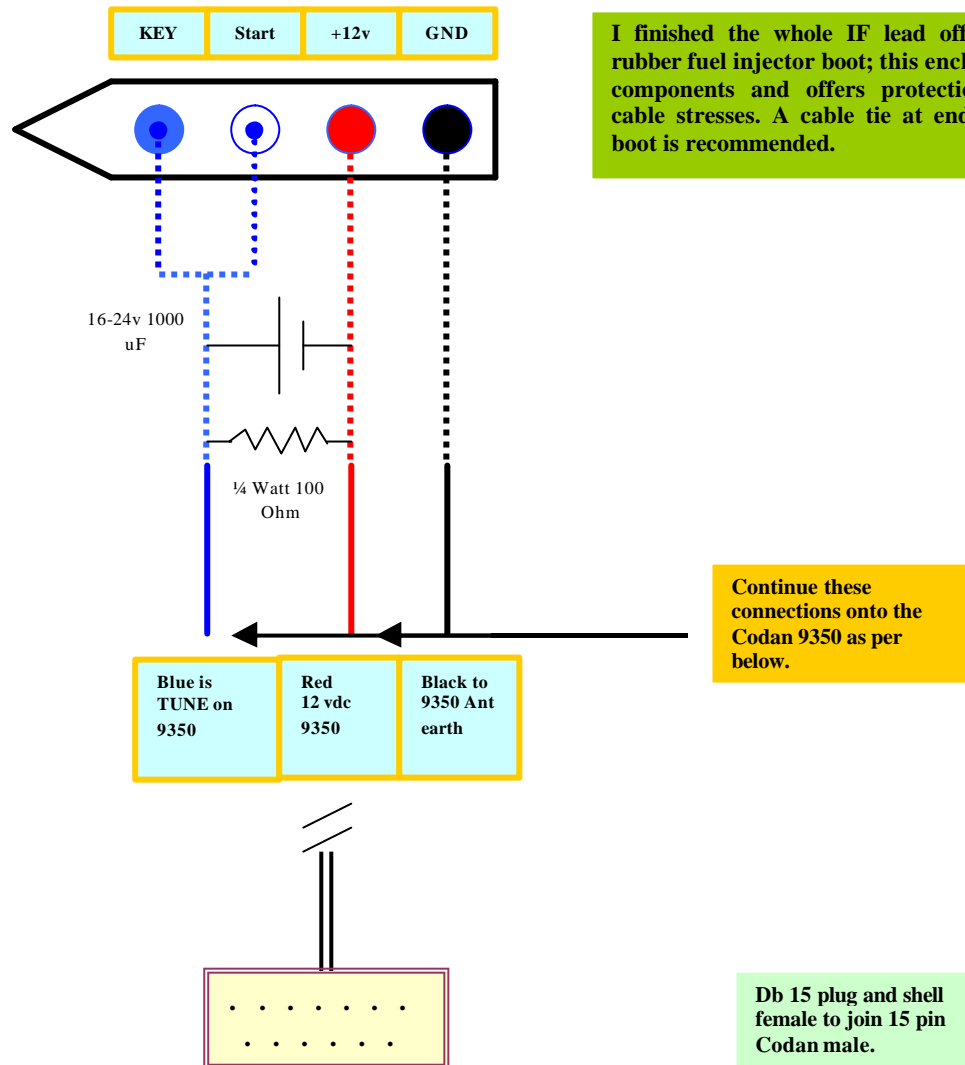 KEY Start +12v GND
I finished the whole IF lead off
rubber fuel injector boot; this encl
components and offers protectio
cable stresses. A cable tie at end
boot is recommended.
16-24v 1000
uF
¼ Watt 100
Ohm
Continue these
connections onto the
Codan 9350 as per
below.
Blue is
TUNE on
9350
Red
12 vdc
9350
Black to
9350 Ant
earth
Db 15 plug and shell
female to join 15 pin
Codan male.